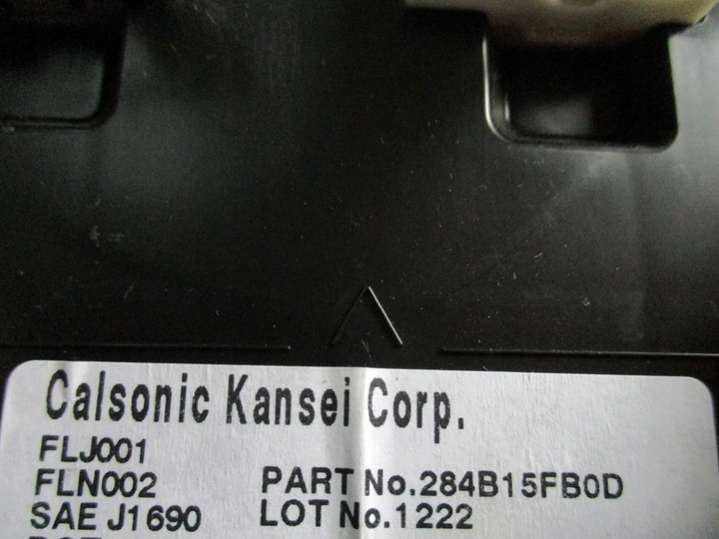 Calsonic Kansei Corp.
FLJ001
FLN002 PART No.284B15FB0D
SAE J1690 LOT No.1222